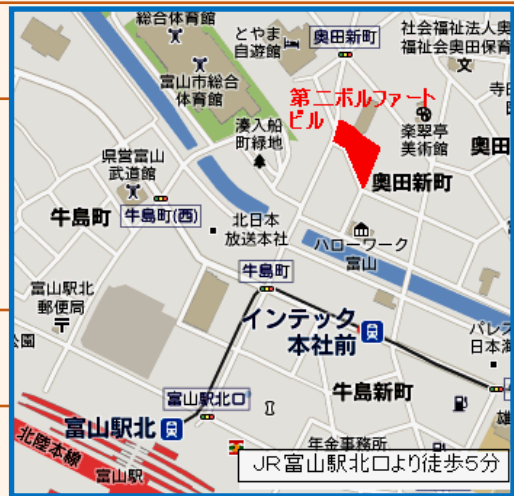 総合体育館
とやま
自遊館
奥田新町
社会福祉法人奥
福祉会奥田保育
富山市総合
体育館
第二ボルファート
ビル
寺田
湊入船
町緑地
楽翠亭
美術館
奥田
県営富山
武道館
奥田新町
牛島町
牛島町(西)
北日本
放送本社
ハローワーク
富山
牛島町
富山駅北
郵便局
インテック
本社前
パレス
日本海
公園
牛島新町
富山駅北口
富山駅北
雄
北陸本線
富山駅
年金事務所
JR富山駅北口より徒歩5分